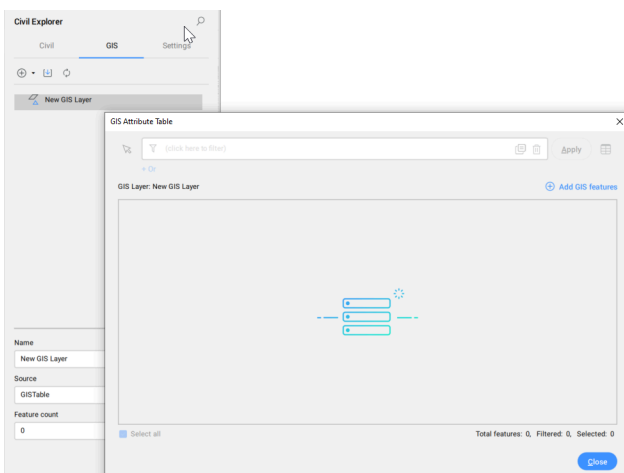 Civil Explorer
Civil GIS Settings
New GIS Layer
GIS Attribute Table
(click here to filter)
Apply
+ Or
GIS Layer: New GIS Layer
Add GIS features
Name
New GIS Layer
Source
GISTable
Feature count
0
Select all
Total features: 0, Filtered: 0, Selected: 0
Close